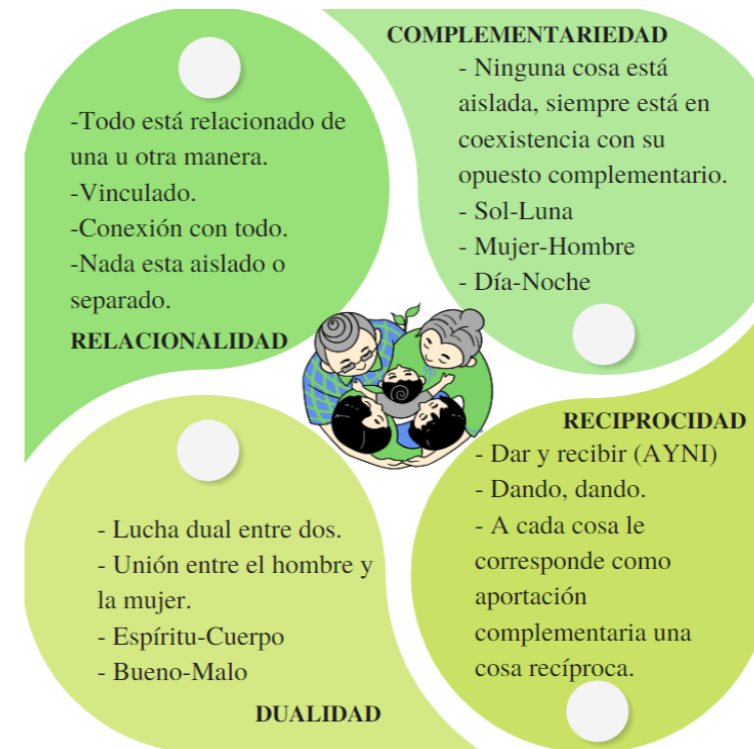 -Todo está relacionado de
una u otra manera.
-Vinculado.
-Conexión con todo.
-Nada esta aislado o
separado.
RELACIONALIDAD
COMPLEMENTARIEDAD
- Ninguna cosa está
aislada, siempre está en
coexistencia con su
opuesto complementario.
- Sol-Luna
- Mujer-Hombre
- Día-Noche
- Lucha dual entre dos.
- Unión entre el hombre y
la mujer.
- Espíritu-Cuerpo
- Bueno-Malo
DUALIDAD
RECIPROCIDAD
- Dar y recibir (AYNI)
- Dando, dando.
- A cada cosa le
corresponde como
aportación
complementaria una
cosa recíproca.